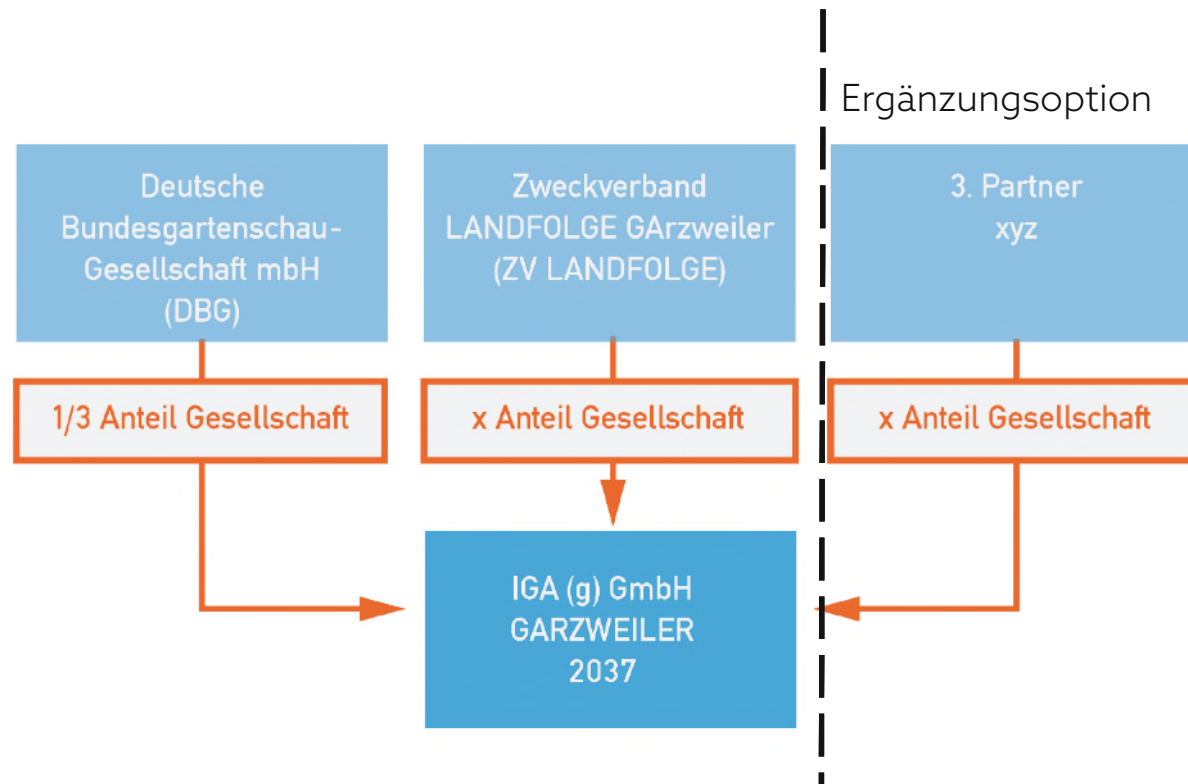 Ergänzungsoption
Deutsche
Bundesgartenschau-
Gesellschaft mbH
(DBG)
Zweckverband
LANDFOLGE GArzweiler
(ZV LANDFOLGE)
3. Partner
xyz
1/3 Anteil Gesellschaft
x Anteil Gesellschaft
x Anteil Gesellschaft
IGA (g) GmbH
GARZWEILER
2037